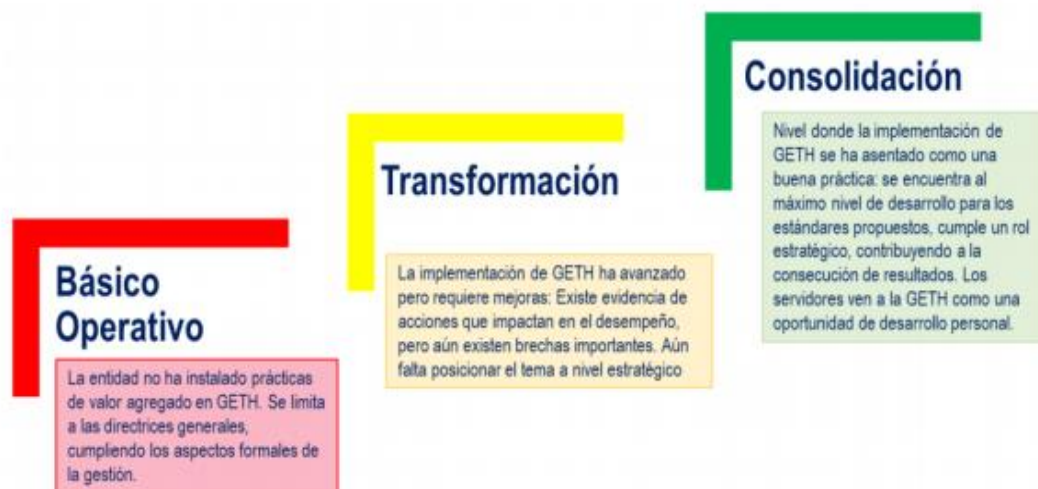 Básico
Operativo
La entidad no ha instalado prácticas
de valor agregado en GETH. Se limita
a las directrices generales,
cumpliendo los aspectos formales de
la gestión.
Transformación
La implementación de GETH ha avanzado
pero requiere mejoras: Existe evidencia de
acciones que impactan en el desempeño,
pero aún existen brechas importantes. Aún
falta posicionar el tema a nivel estratégico
Consolidación
Nivel donde la implementación de
GETH se ha asentado como una
buena práctica: se encuentra al
máximo nivel de desarrollo para los
estándares propuestos, cumple un rol
estratégico, contribuyendo a la
consecución de resultados. Los
servidores ven a la GETH como una
oportunidad de desarrollo personal.